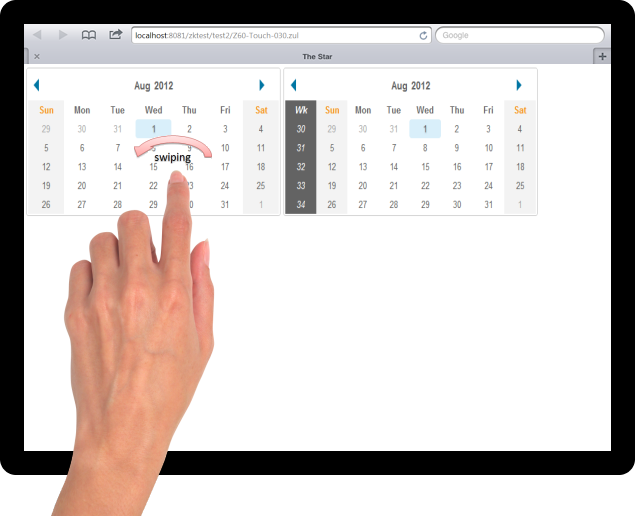 localhost:8081/zktest/test2/Z60-Touch-030.zul
Google
The Star
Aug 2012
Sun Mon Tue Wed Thu Fri Sat
29 30 31 1 2 3 4
5 6 7 8 10 11
swiping
12 13 14 15 16 17 18
19 20 21 22 23 24 25
26 27 28 29 30 31 1
Aug 2012
Wk Sun Mon Tue Wed Thu Fri Sat
30 29 30 31 1 2 3 4
31 5 6 7 8 9 10 11
32 12 13 14 15 16 17 18
33 19 20 21 22 23 24 25
34 26 27 28 29 30 31 1